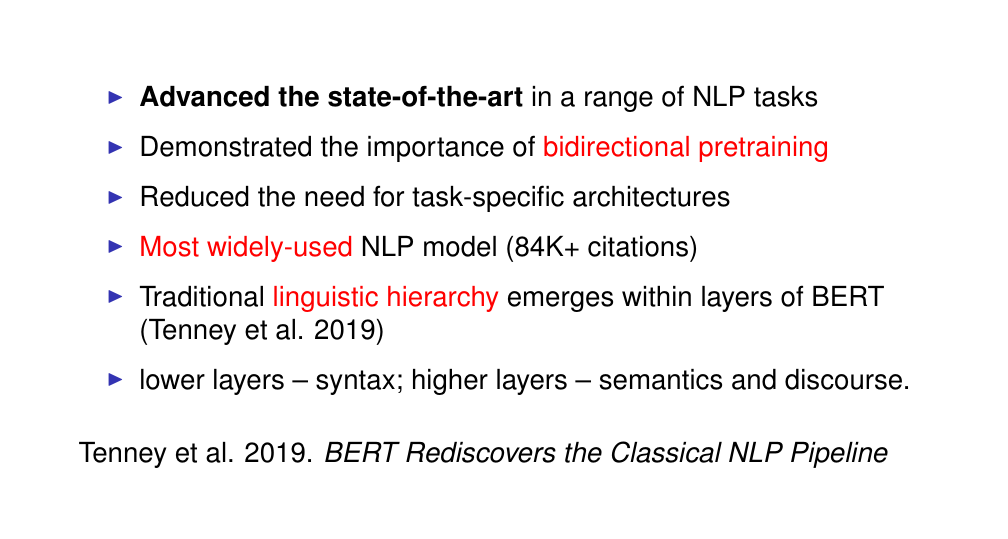 ▶ Advanced the state-of-the-art in a range of NLP tasks
▶ Demonstrated the importance of bidirectional pretraining
▶ Reduced the need for task-specific architectures
▶ Most widely-used NLP model (84K+ citations)
▶ Traditional linguistic hierarchy emerges within layers of BERT
(Tenney et al. 2019)
▶ lower layers – syntax; higher layers – semantics and discourse.
Tenney et al. 2019. BERT Rediscovers the Classical NLP Pipeline